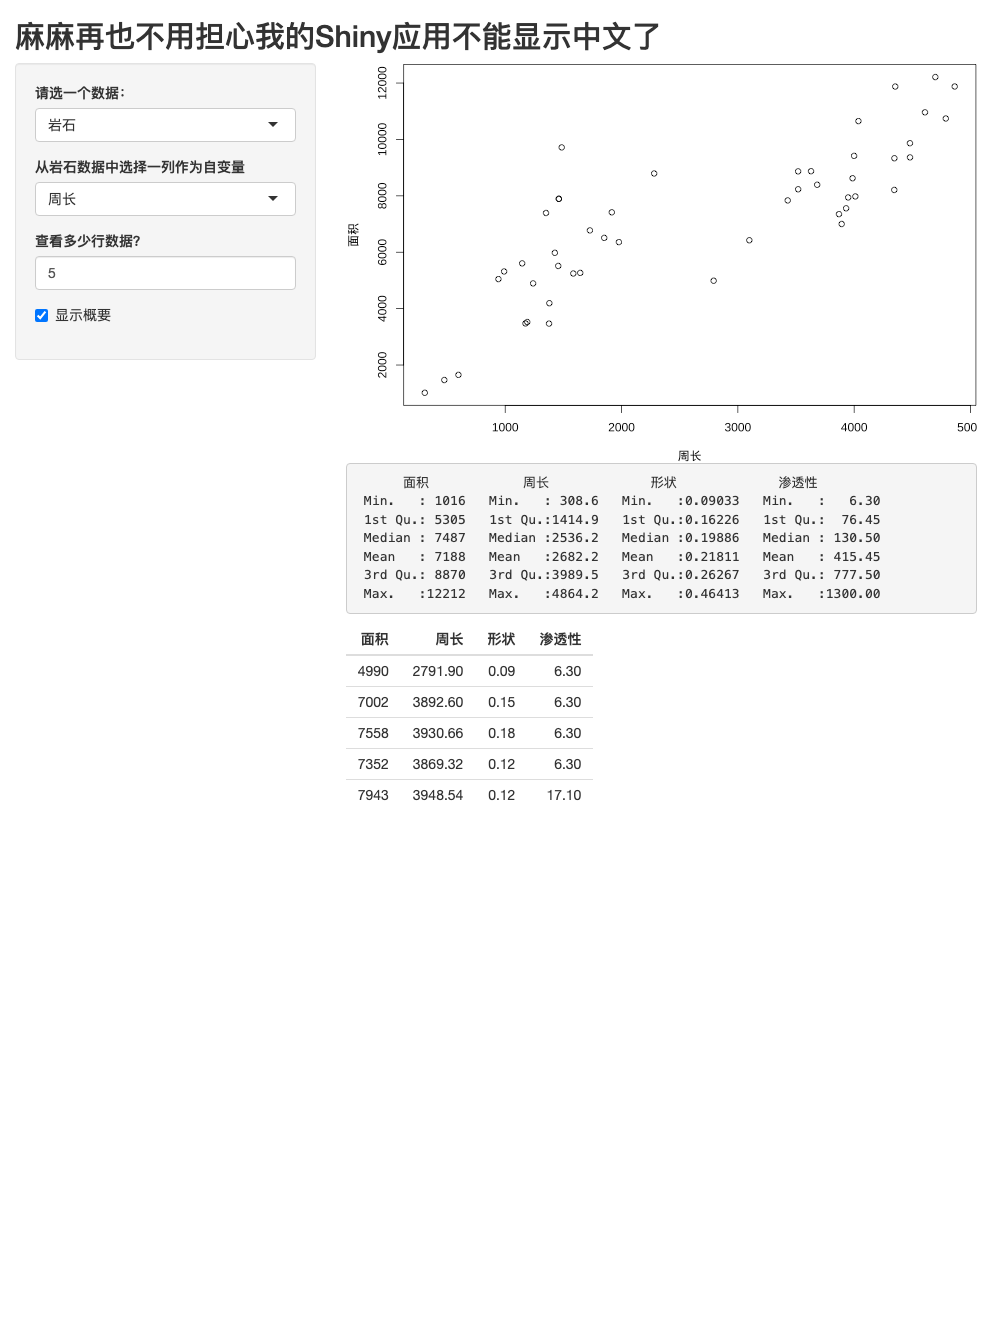 麻麻再也不用担心我的Shiny应用不能显示中文了
请选一个数据：
岩石
从岩石数据中选择一列作为自变量
周长
查看多少行数据?
5
显示概要
12000
10000
8000
6000
4000
2000
面积
1000 2000 3000 4000 500
周长
面积 周长 形状 渗透性
Min.   : 1016   Min.   : 308.6   Min.   :0.09033   Min.   :   6.30
1st Qu.: 5305   1st Qu.:1414.9   1st Qu.:0.16226   1st Qu.:  76.45
Median : 7487   Median :2536.2   Median :0.19886   Median : 130.50
Mean   : 7188   Mean   :2682.2   Mean   :0.21811   Mean   : 415.45
3rd Qu.: 8870   3rd Qu.:3989.5   3rd Qu.:0.26267   3rd Qu.: 777.50
Max.   :12212   Max.   :4864.2   Max.   :0.46413   Max.   :1300.00
面积 周长 形状 渗透性
4990 2791.90 0.09 6.30
7002 3892.60 0.15 6.30
7558 3930.66 0.18 6.30
7352 3869.32 0.12 6.30
7943 3948.54 0.12 17.10